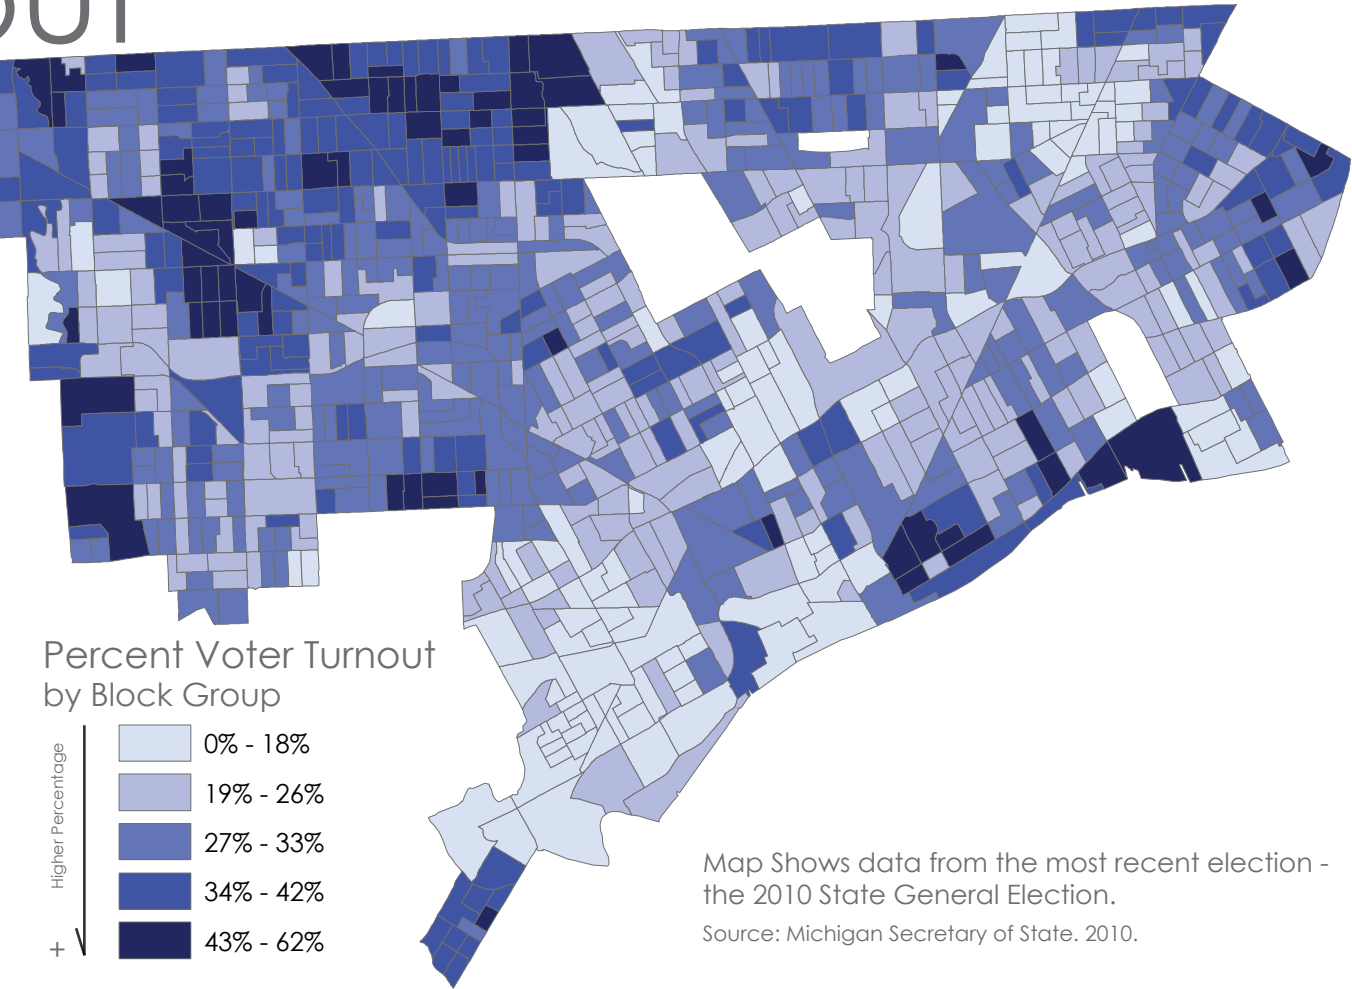 Percent Voter Turnout
by Block Group
Higher Percentage
+
0% - 18%
19% - 26%
27% - 33%
34% - 42%
43% - 62%
Map Shows data from the most recent election -
the 2010 State General Election.
Source: Michigan Secretary of State. 2010.